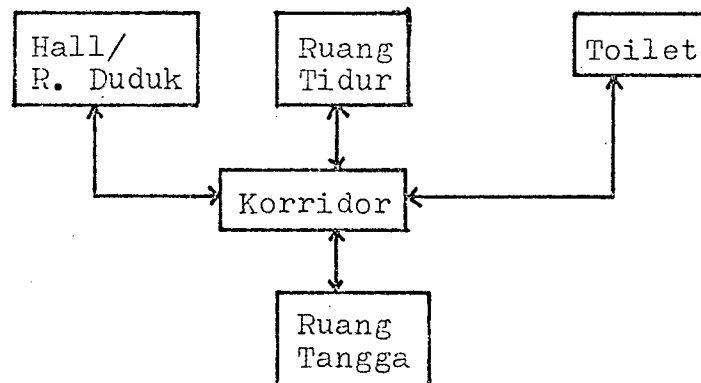 Hall/
R. Duduk
Ruang
Tidur
Toilet
Korridor
Ruang
Tangga